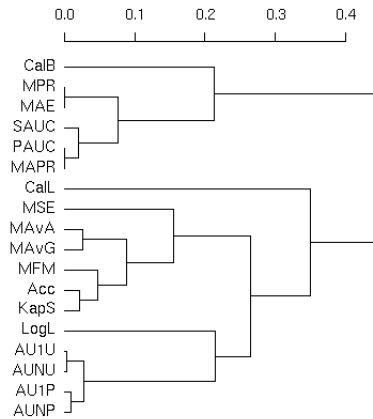 0.0 0.1 0.2 0.3 0.4
CalB
MPR
MAE
SAUC
PAUC
MAPR
CalL
MSE
MAvA
MAvG
MFM
Acc
KapS
LogL
AU1U
AUNU
AU1P
AUNP